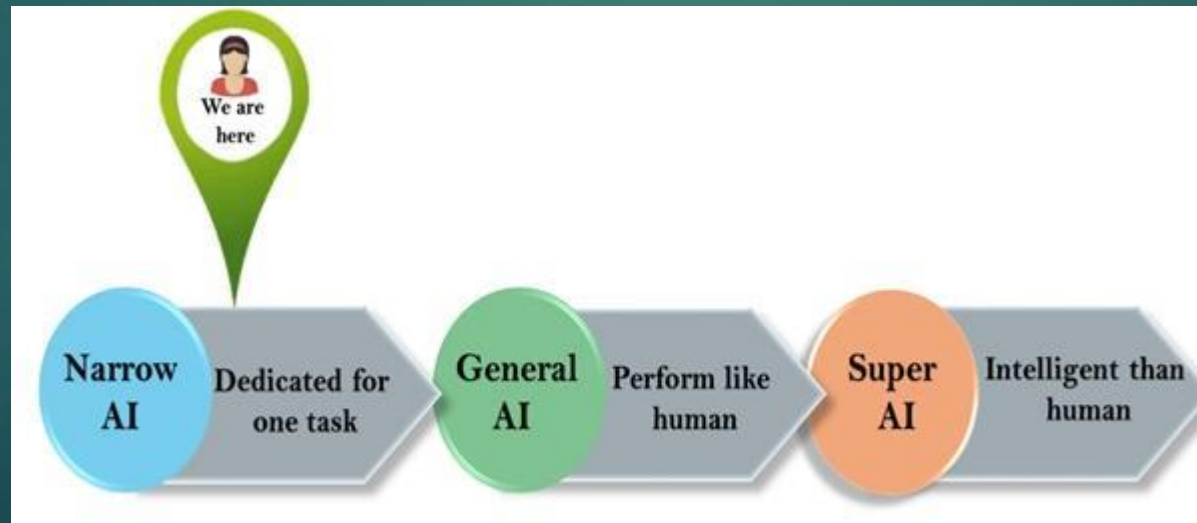 We are
here
Narrow
AI
Dedicated for
one task
General
AI
Perform like
human
Super
AI
Intelligent than
human